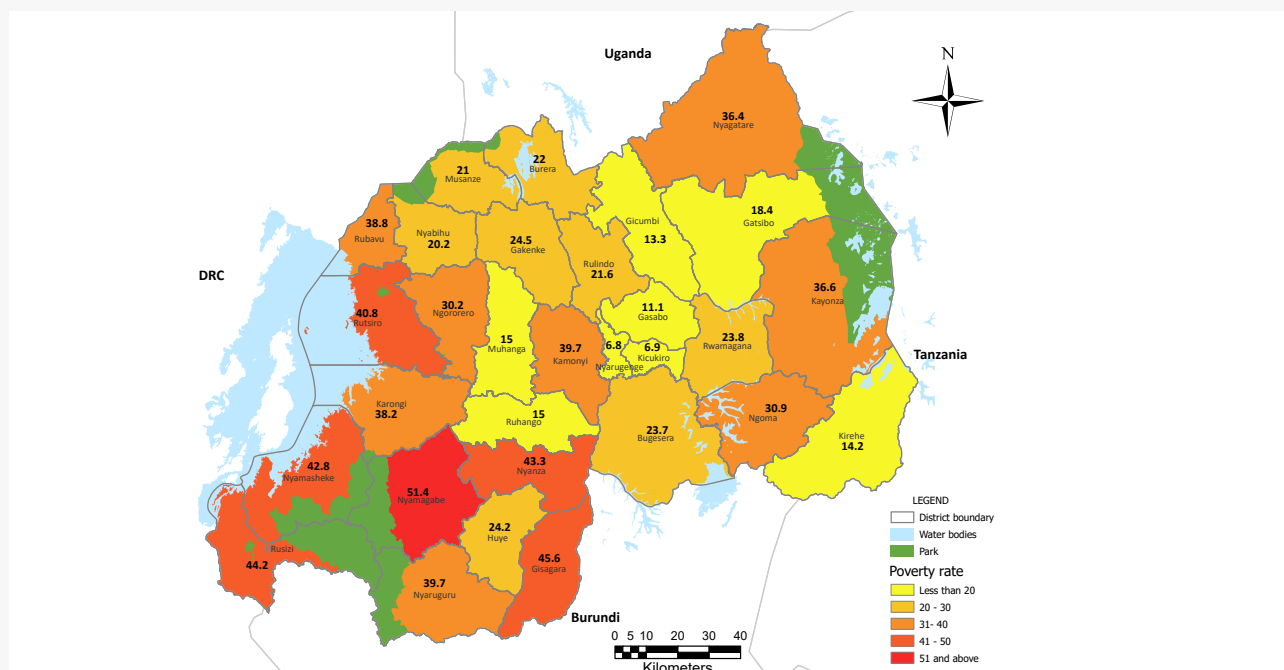 Uganda
N
36.4
Nyagatare
21
Musanze
22
Burera
18.4
Gatsibo
Gicumbi
13.3
38.8
Rubavu
Nyabihu
20.2
24.5
Gakenke
Rulindo
21.6
DRC
36.6
Kayonza
40.8
Rutsiro
30.2
Ngororero
11.1
Gasabo
15
Muhanga
39.7
Kamonyi
6.8
Nyarugenge
6.9
Kicukiro
23.8
Rwamagana
Tanzania
Karongi
38.2
15
Ruhango
23.7
Bugesera
30.9
Ngoma
Kirehe
14.2
42.8
Nyamasheke
51.4
Nyamagabe
43.3
Nyanza
24.2
Huye
Rusizi
44.2
45.6
Gisagara
39.7
Nyaruguru
Burundi
0 5 10 20 30 40
Kilometers
LEGEND
District boundary
Water bodies
Park
Poverty rate
Less than 20
20 - 30
31- 40
41 - 50
51 and above